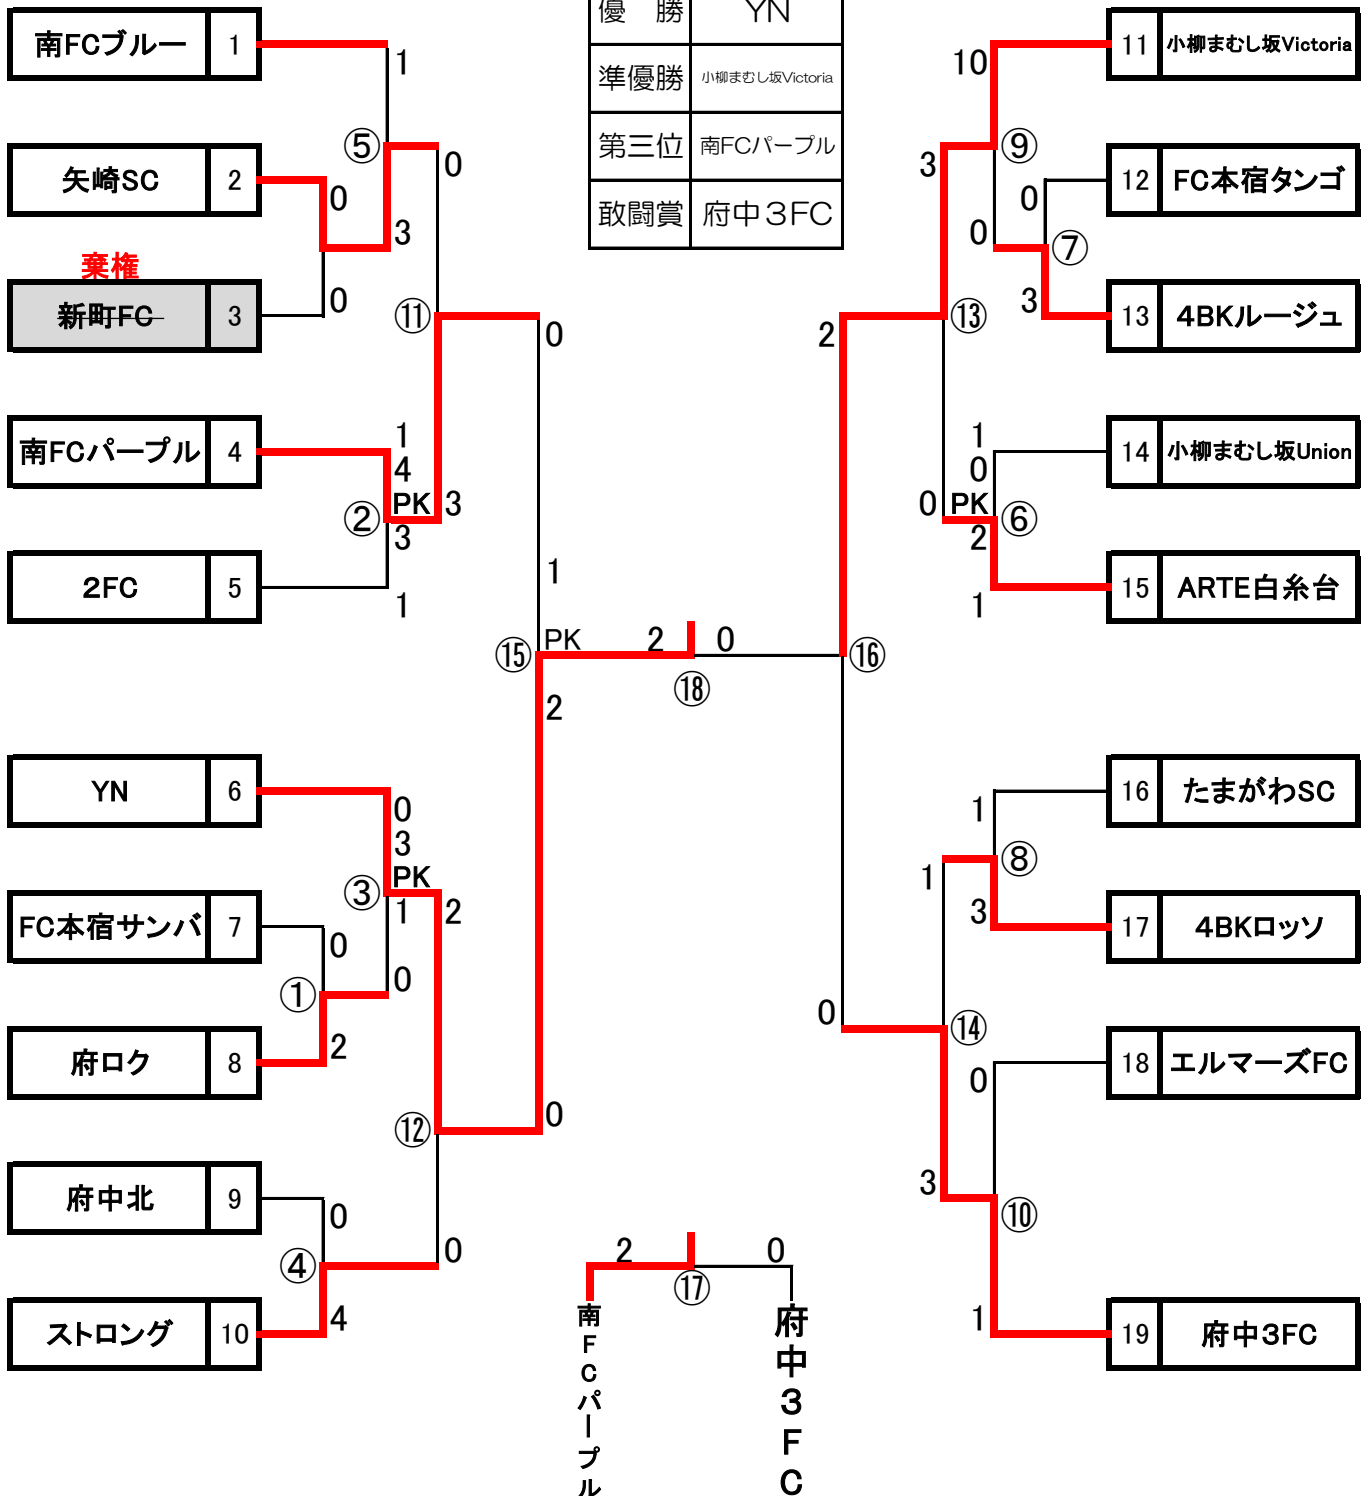 優 勝 YN
準優勝 小柳まむし坂Victoria
第三位 南FCパープル
敢闘賞 府中3FC
南FCブルー 1
矢崎SC 2
棄権
新町FC 3
南FCパープル 4
2FC 5
YN 6
FC本宿サンバ 7
府ロク 8
府中北 9
ストロング 10
1
⑤
0
0
3
0
⑪
0
1
4
PK
②
3
3
1
1
⑮
PK
2
2
0
⑱
0
3
PK
③
1
2
0
0
①
2
⑫
0
0
④
0
4
11 小柳まむし坂Victoria
12 FC本宿タンゴ
13 4BKルージュ
14 小柳まむし坂Union
15 ARTE白糸台
16 たまがわSC
17 4BKロッソ
18 エルマーズFC
19 府中3FC
10
⑨
3
0
0
⑦
3
⑬
2
1
0
0
PK
⑥
2
1
⑯
1
⑧
1
3
0
⑭
0
3
⑩
1
2
0
⑰
南FCパープル
府中3FC